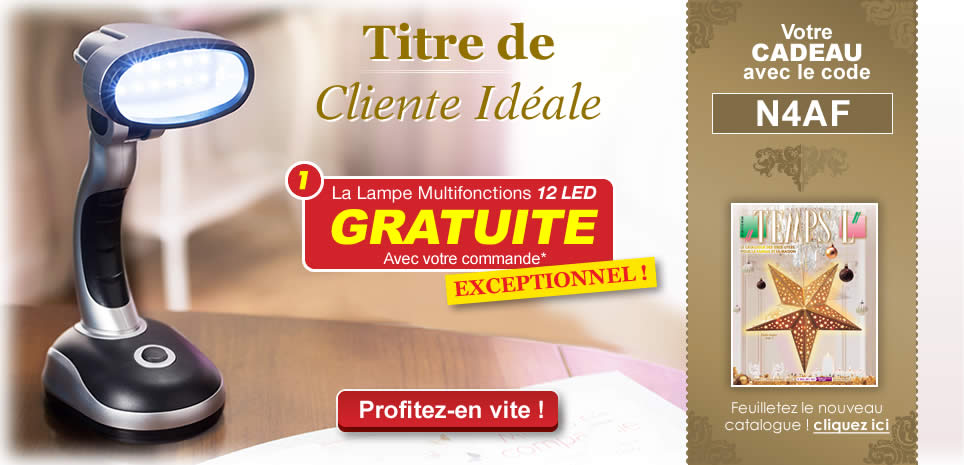 Titre de
Cliente Idéale
1
La Lampe Multifonctions 12 LED
GRATUITE
Avec votre commande*
EXCEPTIONNEL !
Profitez-en vite !
Votre
CADEAU
avec le code
N4AF
TEMPS L
Feuilletez le nouveau
catalogue ! cliquez ici